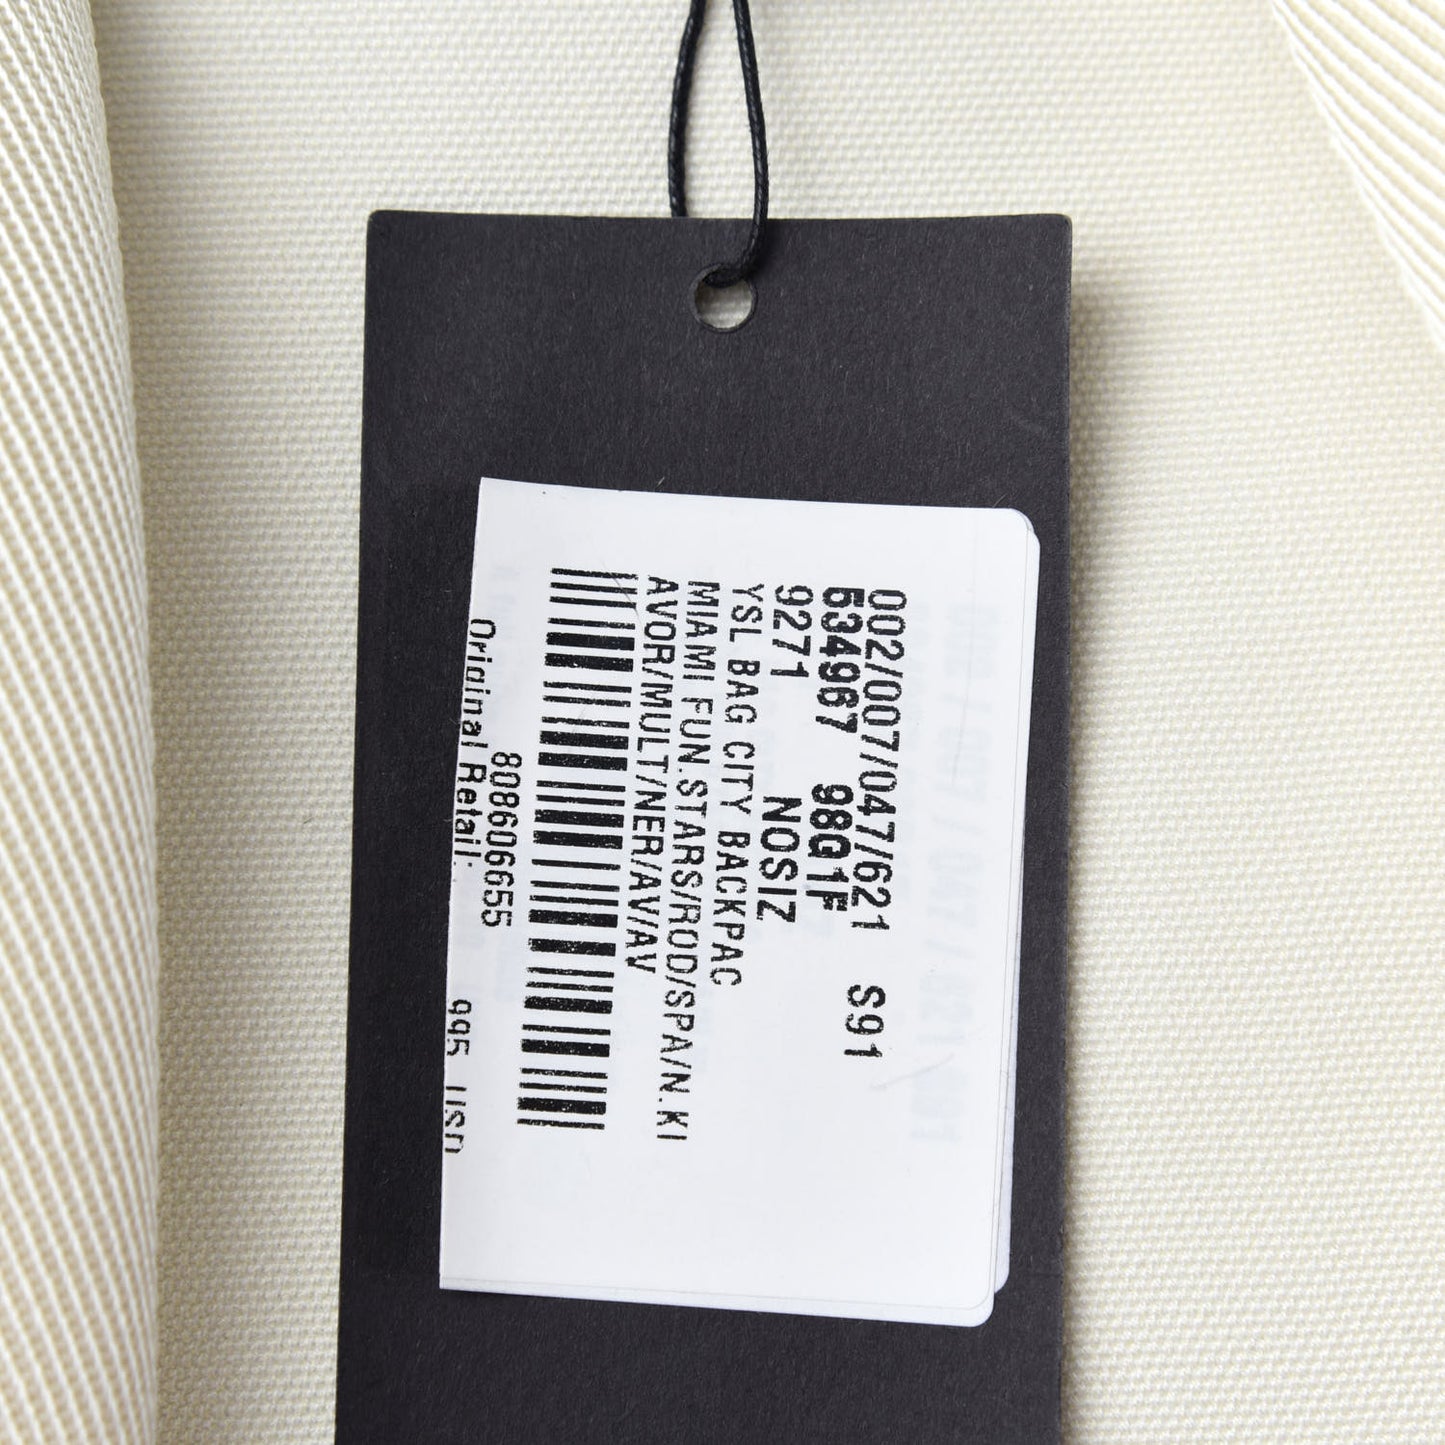 002/007/047/621 S91
534967 98G1F
9271 NOSIZ
YSL BAG CITY BACKPAC
MIAMI FUN.STARS/ROD/SPA/N.KI
AVOR/MULT/NER/AV/AV
808606655
Original Retail: 995 USD